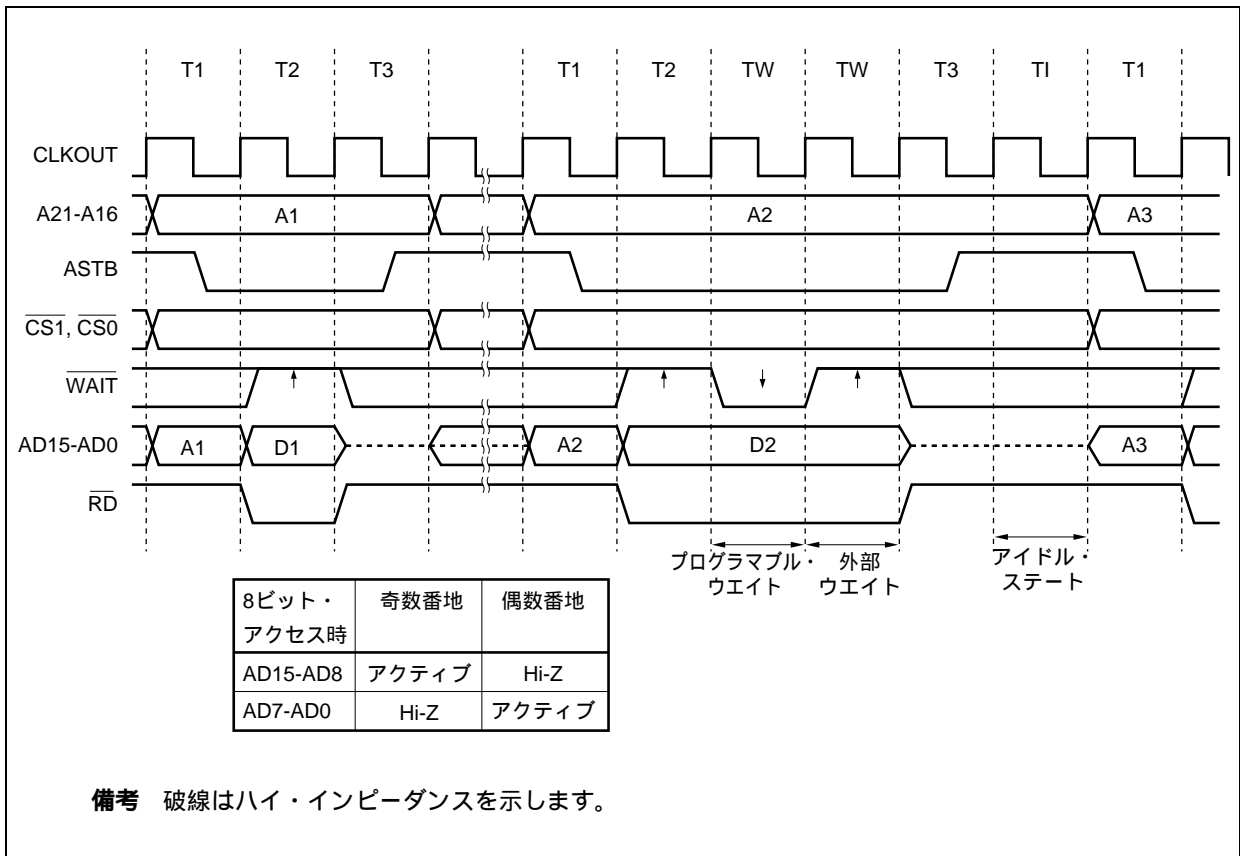 T1 T2 T3 T1 T2 TW TW T3 TI T1
CLKOUT
A21-A16 A1 A2 A3
ASTB
CS1, CS0
WAIT
AD15-AD0 A1 D1 A2 D2 A3
RD
プログラマブル・ 外部 アイドル・
ウエイト ウエイト ステート
8ビット・ 奇数番地 偶数番地
アクセス時
AD15-AD8 アクティブ Hi-Z
AD7-AD0 Hi-Z アクティブ
備考 破線はハイ・インピーダンスを示します。